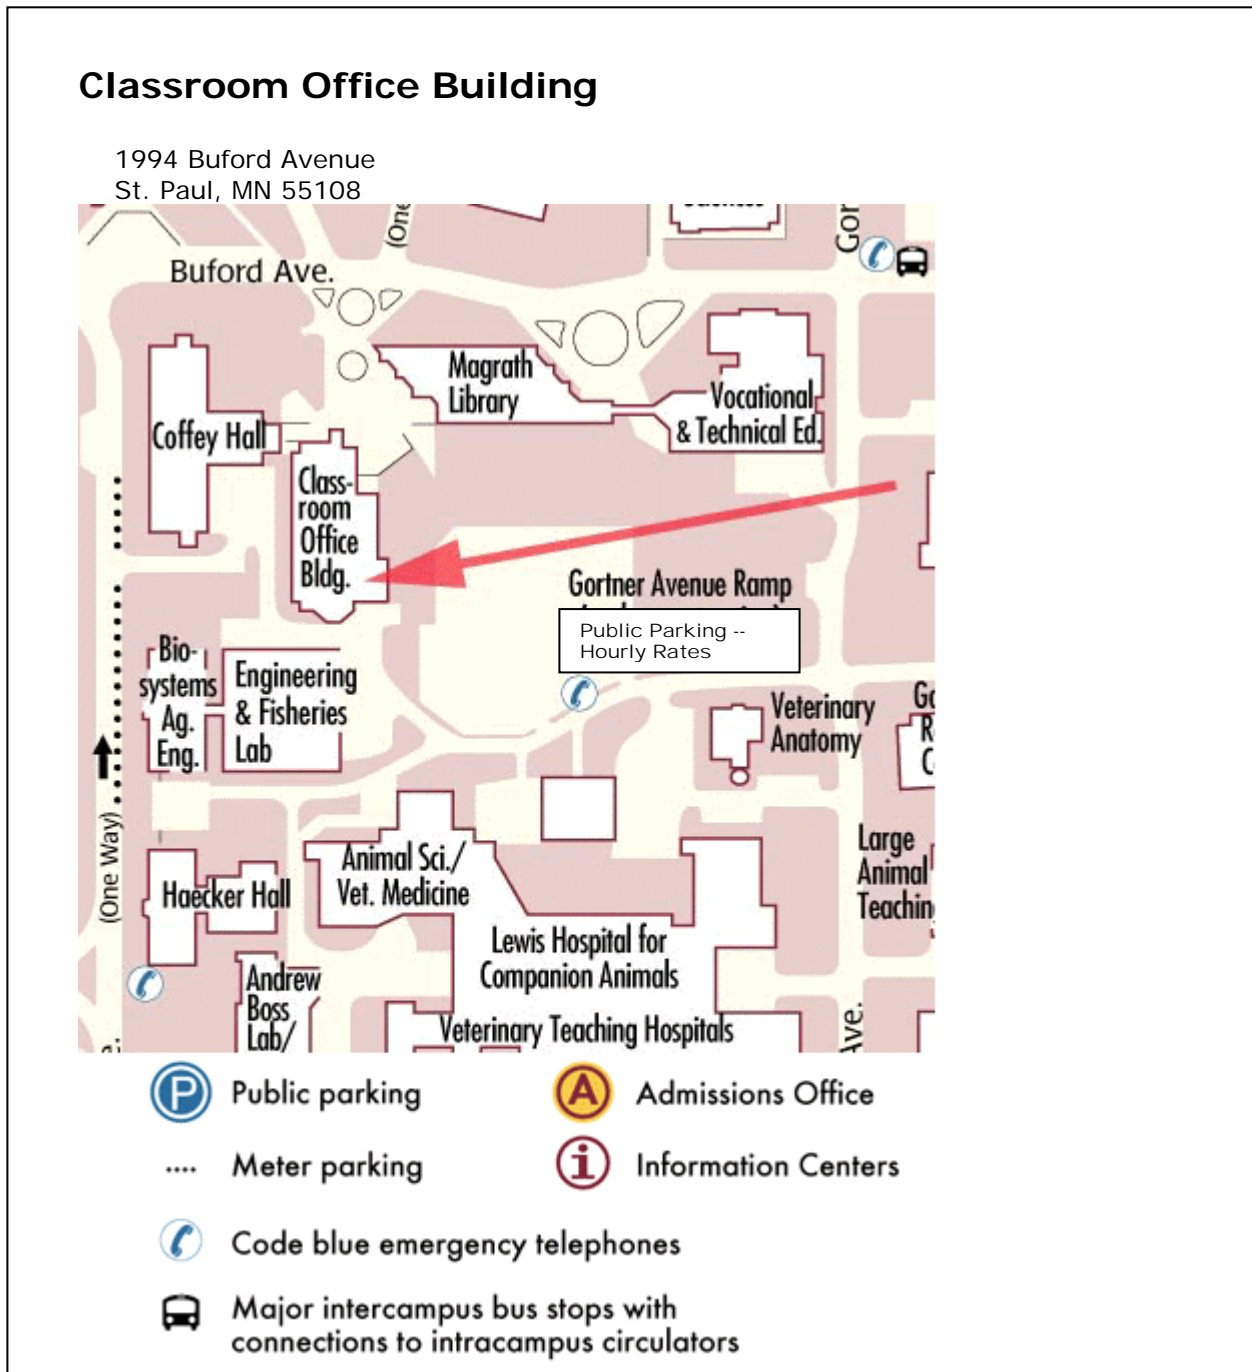 Classroom Office Building
1994 Buford Avenue
St. Paul, MN 55108
(One
Gor
Buford Ave.
Magrath
Library
Vocational
& Technical Ed.
Coffey Hall
Class-
room
Office
Bldg.
Gortner Avenue Ramp
Public Parking --
Hourly Rates
Bio-
systems
Ag.
Eng.
Engineering
& Fisheries
Lab
Veterinary
Anatomy
(One Way)
Animal Sci./
Vet. Medicine
Large
Animal
Teachin
Haecker Hall
Lewis Hospital for
Companion Animals
Andrew
Boss
Lab/
Veterinary Teaching Hospitals
Ave.
P Public parking
A Admissions Office
.... Meter parking
i Information Centers
Code blue emergency telephones
Major intercampus bus stops with
connections to intracampus circulators